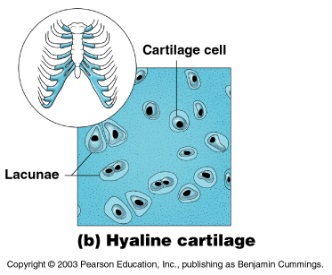 Cartilage cell
Lacunae
(b) Hyaline cartilage
Copyright © 2003 Pearson Education, Inc., publishing as Benjamin Cummings.